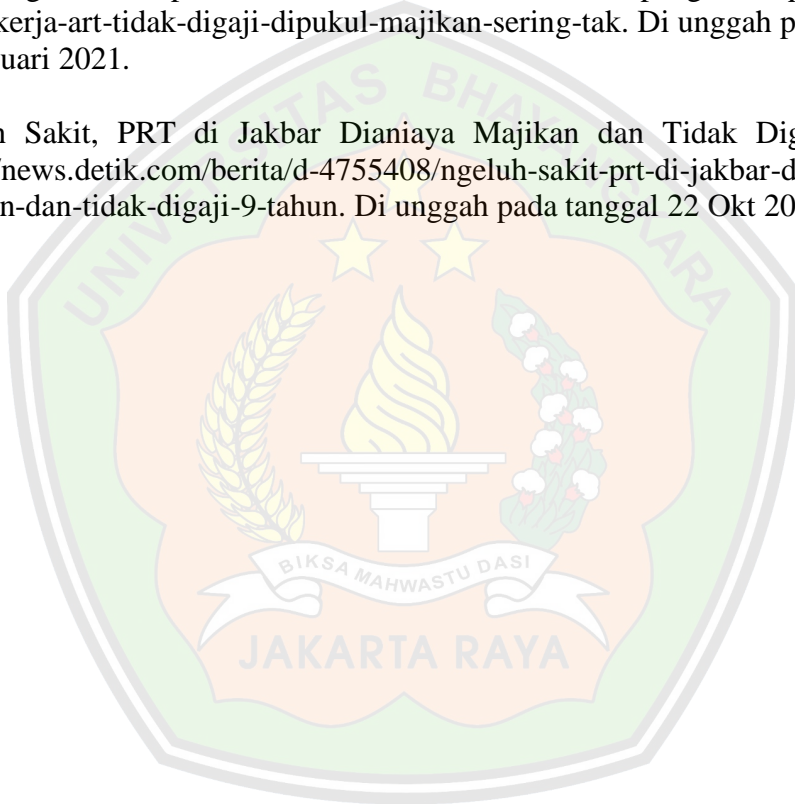 kerja-art-tidak-digaji-dipukul-majikan-sering-tak. Di unggah p
uari 2021.
n Sakit, PRT di Jakbar Dianiaya Majikan dan Tidak Dig
/news.detik.com/berita/d-4755408/ngeluh-sakit-prt-di-jakbar-d
n-dan-tidak-digaji-9-tahun. Di unggah pada tanggal 22 Okt 20
UNIVERSITAS BHAYANGKARA
BIKSA MAHWASTU DASI
JAKARTA RAYA